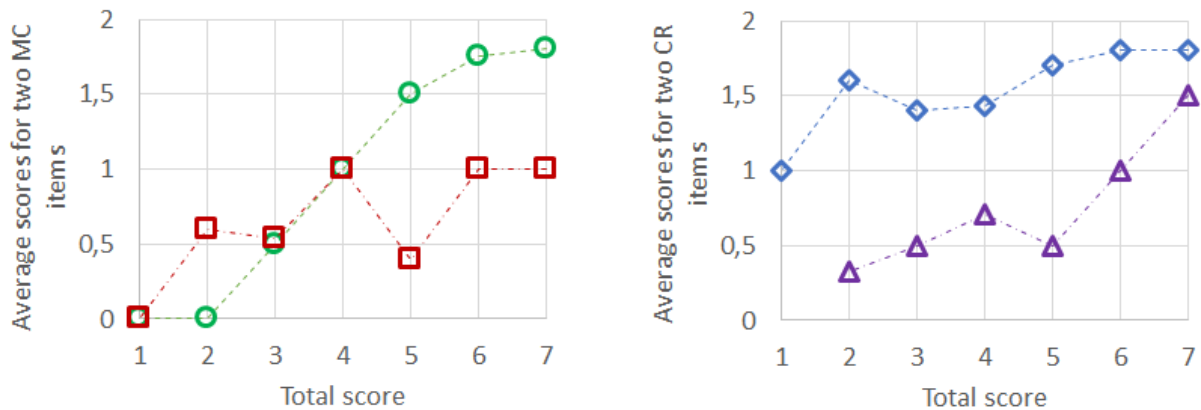 Average scores for two MC
items
2
1,5
1
0,5
0
1 2 3 4 5 6 7
Total score
Average scores for two CR
items
2
1,5
1
0,5
0
1 2 3 4 5 6 7
Total score